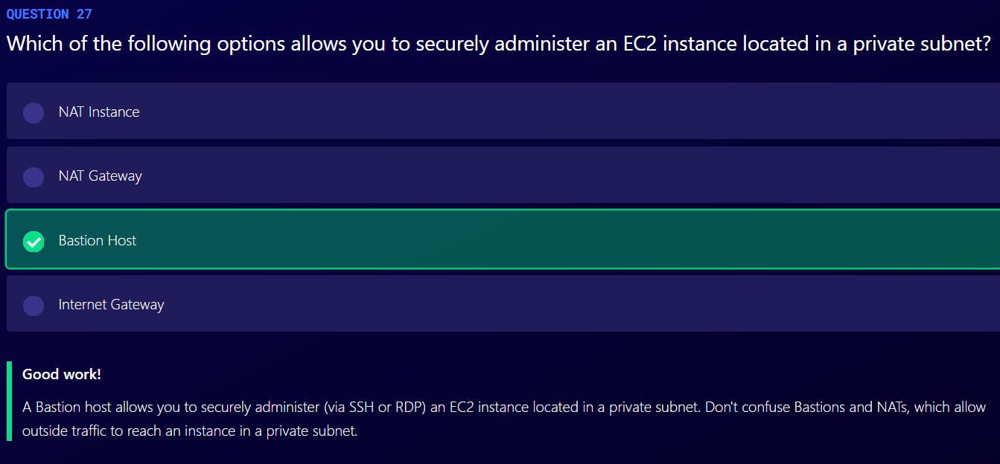 QUESTION 27
Which of the following options allows you to securely administer an EC2 instance located in a private subnet?
NAT Instance
NAT Gateway
Bastion Host
Internet Gateway
Good work!
A Bastion host allows you to securely administer (via SSH or RDP) an EC2 instance located in a private subnet. Don't confuse Bastions and NATs, which allow
outside traffic to reach an instance in a private subnet.